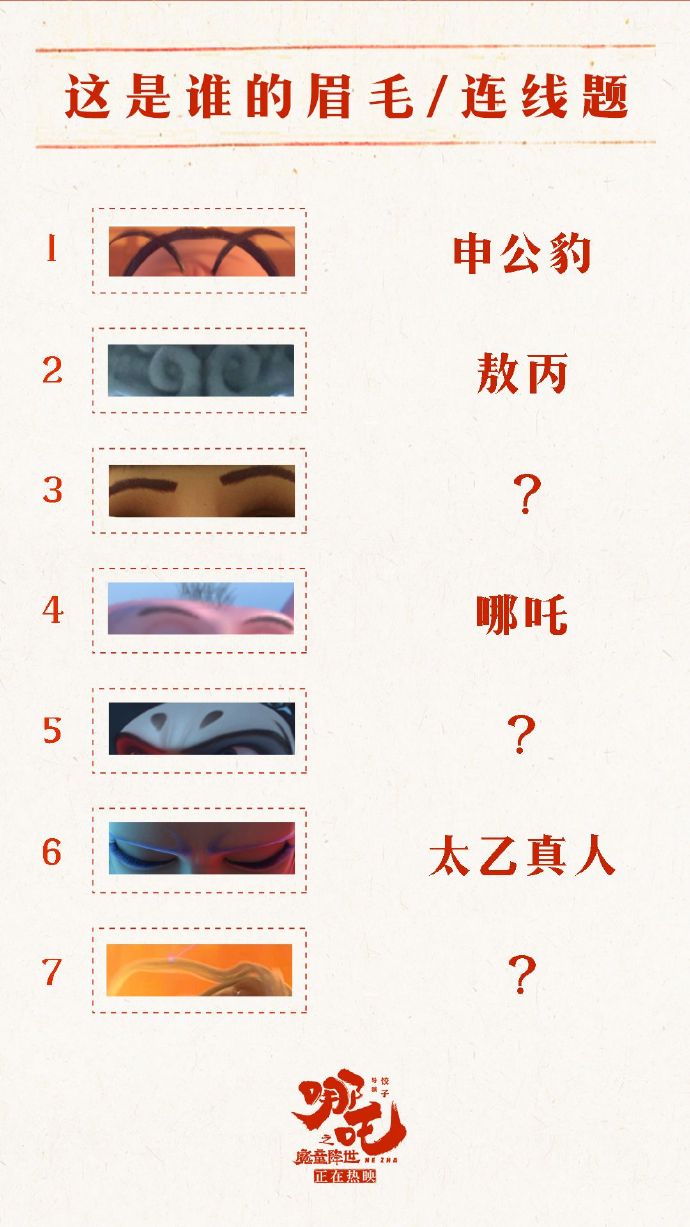 这是谁的眉毛/连线题
1 申公豹
2 敖丙
3 ?
4 哪吒
5 ?
6 太乙真人
7 ?
哪吒
之
魔童降世
NE ZHA
导演 饺子
正在热映